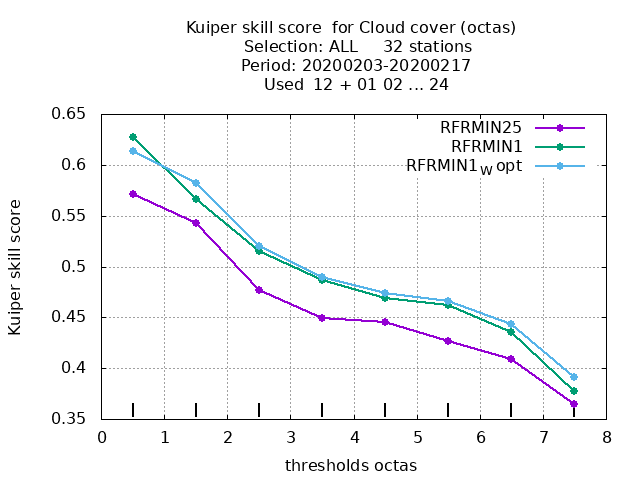 Kuiper skill score  for Cloud cover (octas)
Selection: ALL     32 stations
Period: 20200203-20200217
Used  12 + 01 02 ... 24
RFRMIN25
RFRMIN1
RFRMIN1w opt
Kuiper skill score
0.65
0.6
0.55
0.5
0.45
0.4
0.35
0 1 2 3 4 5 6 7 8
thresholds octas